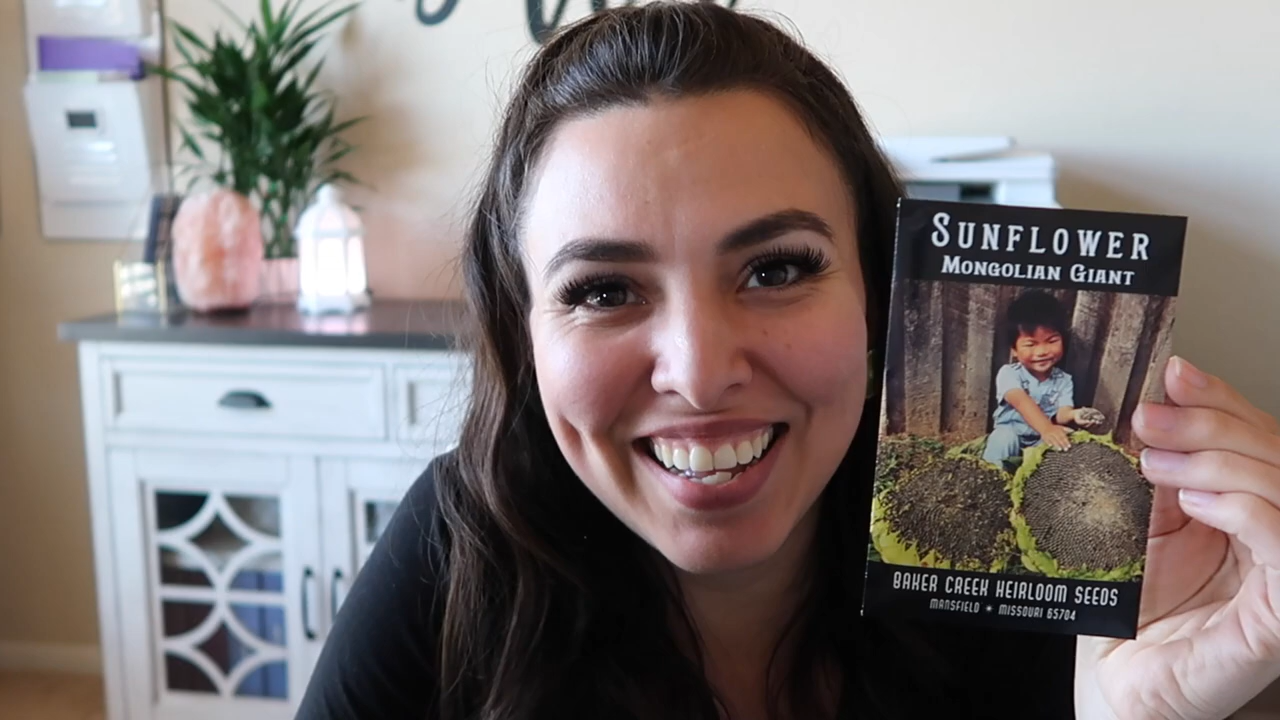 SUNFLOWER
MONGOLIAN GIANT
BAKER CREEK HEIRLOOM SEEDS
MANSFIELD * MISSOURI 65704